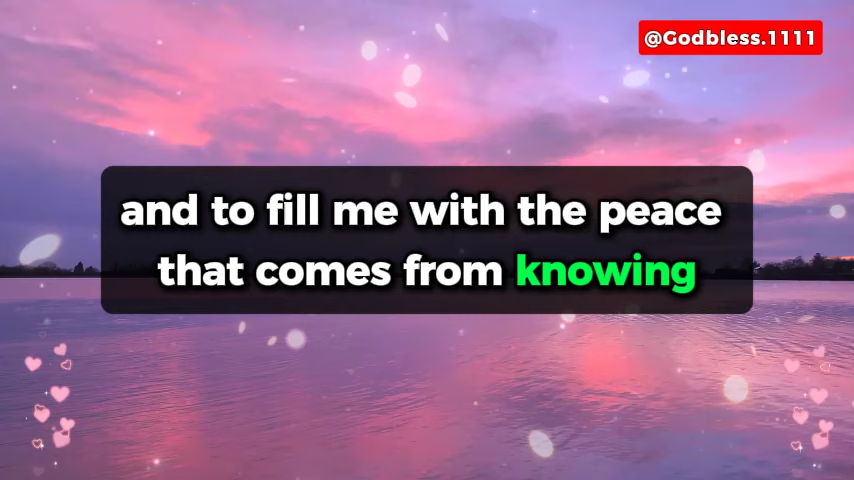 @Godbless.1111
and to fill me with the peace
that comes from knowing